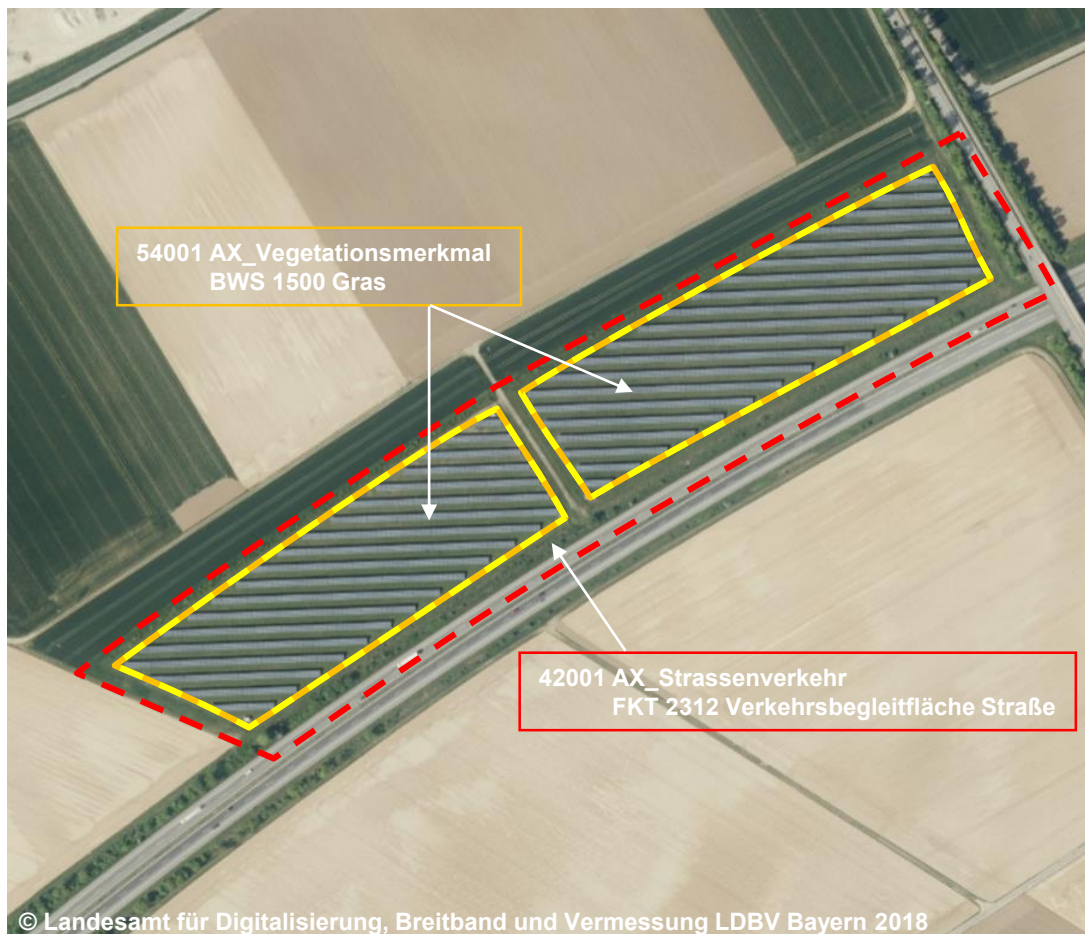 54001 AX_Vegetationsmerkmal
BWS 1500 Gras
42001 AX_Strassenverkehr
FKT 2312 Verkehrsbegleitfläche Straße
© Landesamt für Digitalisierung, Breitband und Vermessung LDBV Bayern 2018